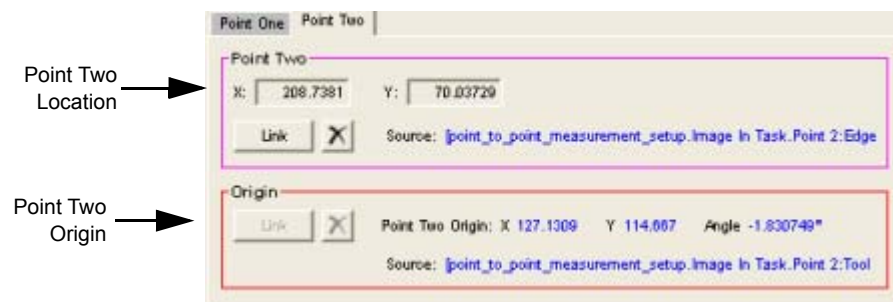 Point One Point Two
Point Two
Point Two
Location
X: 208.7381 Y: 70.03729
Link X Source: [point_to_point_measurement_setup.Image In Task.Point 2:Edge
Origin
Point Two
Origin
Link X Point Two Origin: X 127.1309 Y 114.667 Angle -1.830749°
Source: [point_to_point_measurement_setup.Image In Task.Point 2:Tool